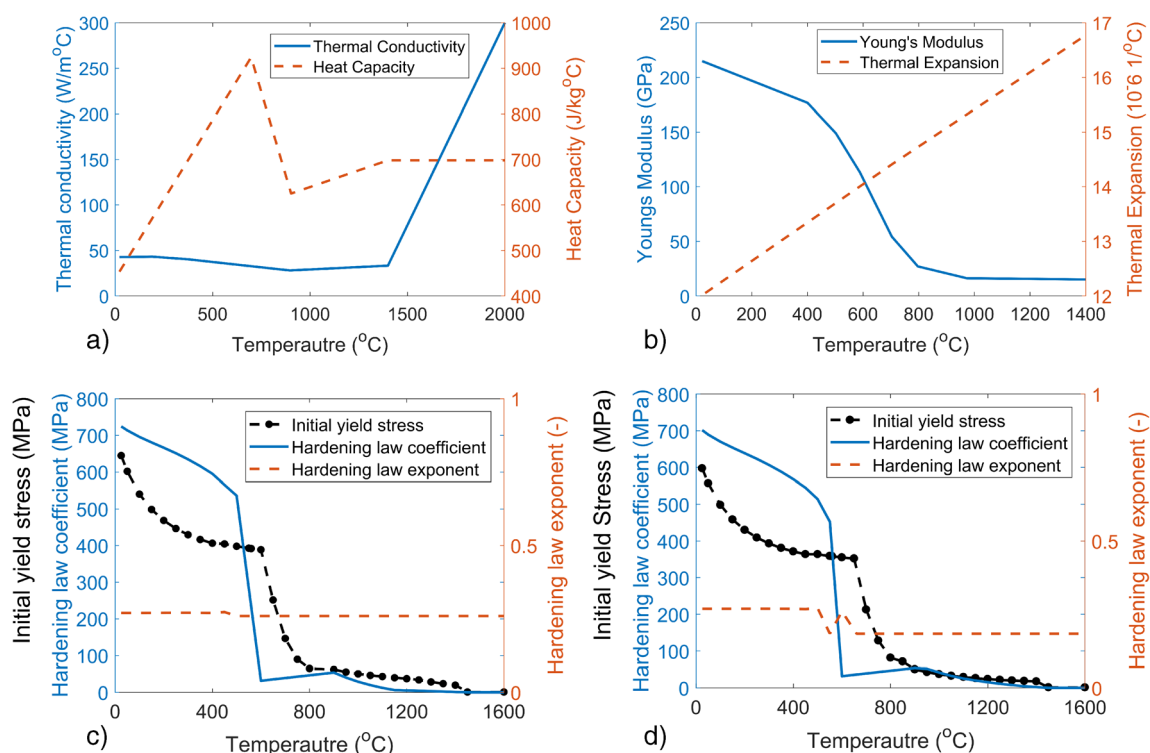 300
250
200
150
100
50
0
Thermal conductivity (W/m°C)
Thermal Conductivity
Heat Capacity
1000
900
800
700
600
500
400
Heat Capacity (J/kg°C)
0 500 1000 1500 2000
a) Temperautre (°C)
250
200
150
100
50
0
Youngs Modulus (GPa)
Young's Modulus
Thermal Expansion
17
16
15
14
13
12
Thermal Expansion (10⁻6 1/°C)
0 200 400 600 800 1000 1200 1400
b) Temperautre (°C)
Initial yield stress (MPa)
Hardening law coefficient (MPa)
800
700
600
500
400
300
200
100
0
Initial yield stress
Hardening law coefficient
Hardening law exponent
1
0.5
0
Hardening law exponent (-)
0 400 800 1200 1600
c) Temperautre (°C)
Initial yield Stress (MPa)
Hardening law coefficient (MPa)
800
700
600
500
400
300
200
100
0
Initial yield stress
Hardening law coefficient
Hardening law exponent
1
0.5
0
Hardening law exponent (-)
0 400 800 1200 1600
d) Temperautre (°C)